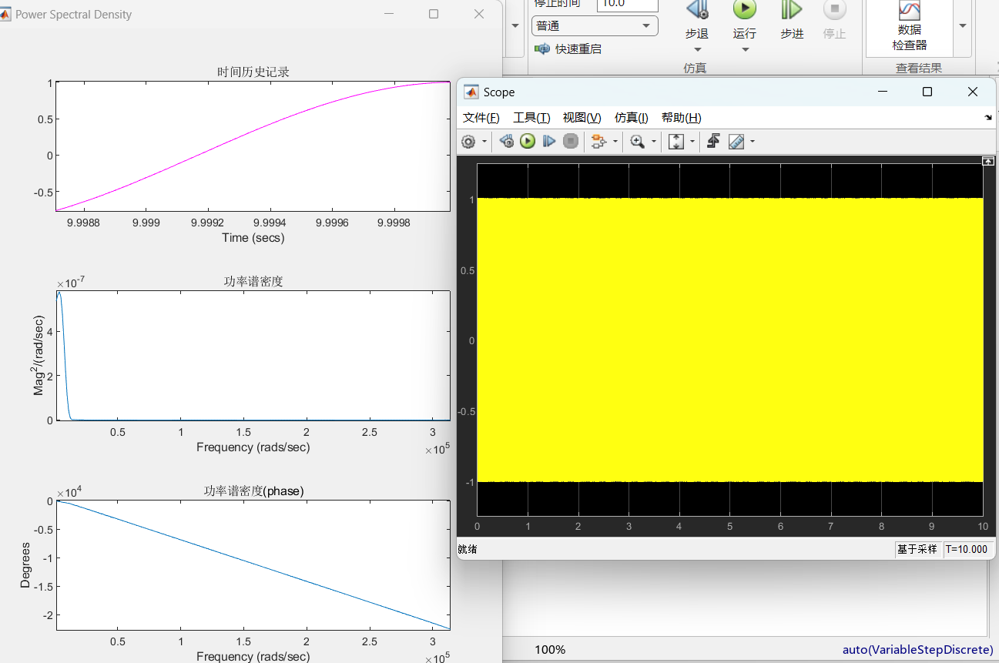 Power Spectral Density
时间历史记录
1
0.5
0
-0.5
9.9988
9.999
9.9992
9.9994
9.9996
9.9998
Time (secs)
功率谱密度
×10^-7
4
2
0
Mag^2/(rad/sec)
0.5
1
1.5
2
2.5
3
Frequency (rads/sec)
×10^5
功率谱密度(phase)
×10^4
0
-0.5
-1
-1.5
-2
Degrees
0.5
1
1.5
2
2.5
3
Frequency (rads/sec)
×10^5
停止时间 10.0
普通
快速重启
步退
运行
步进
停止
仿真
数据
检查器
查看结果
Scope
文件(F) 工具(T) 视图(V) 仿真(I) 帮助(H)
1
0.5
0
-0.5
-1
0
1
2
3
4
5
6
7
8
9
10
就绪
基于采样 T=10.000
100%
auto(VariableStepDiscrete)